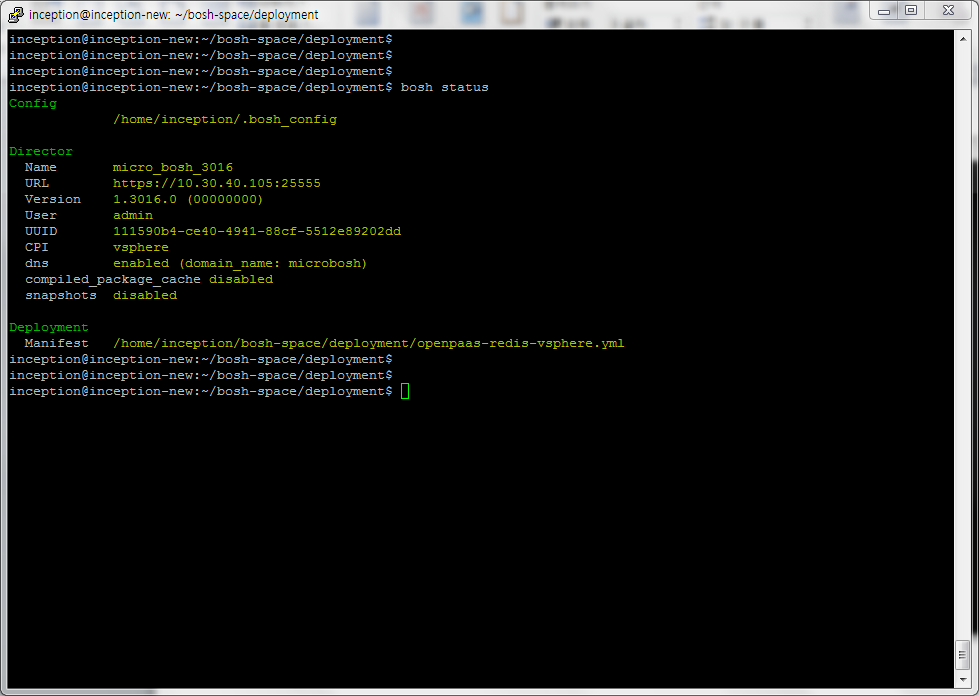 inception@inception-new: ~/bosh-space/deployment
inception@inception-new:~/bosh-space/deployment$
inception@inception-new:~/bosh-space/deployment$
inception@inception-new:~/bosh-space/deployment$
inception@inception-new:~/bosh-space/deployment$ bosh status
Config
/home/inception/.bosh_config
Director
Name micro_bosh_3016
URL https://10.30.40.105:25555
Version 1.3016.0 (00000000)
User admin
UUID 111590b4-ce40-4941-88cf-5512e89202dd
CPI vsphere
dns enabled (domain_name: microbosh)
compiled_package_cache disabled
snapshots disabled
Deployment
Manifest /home/inception/bosh-space/deployment/openpaas-redis-vsphere.yml
inception@inception-new:~/bosh-space/deployment$
inception@inception-new:~/bosh-space/deployment$
inception@inception-new:~/bosh-space/deployment$